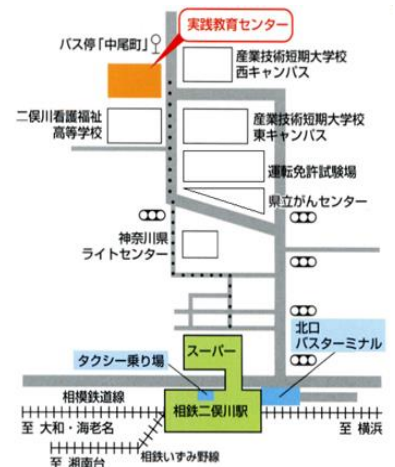 実践教育センター
バス停「中尾町」
産業技術短期大学校
西キャンパス
二俣川看護福祉
高等学校
産業技術短期大学校
東キャンパス
運転免許試験場
県立がんセンター
神奈川県
ライトセンター
北口
バスターミナル
スーパー
タクシー乗り場
相模鉄道線
相鉄二俣川駅
至 大和・海老名
至 横浜
至 湘南台
相鉄いずみ野線